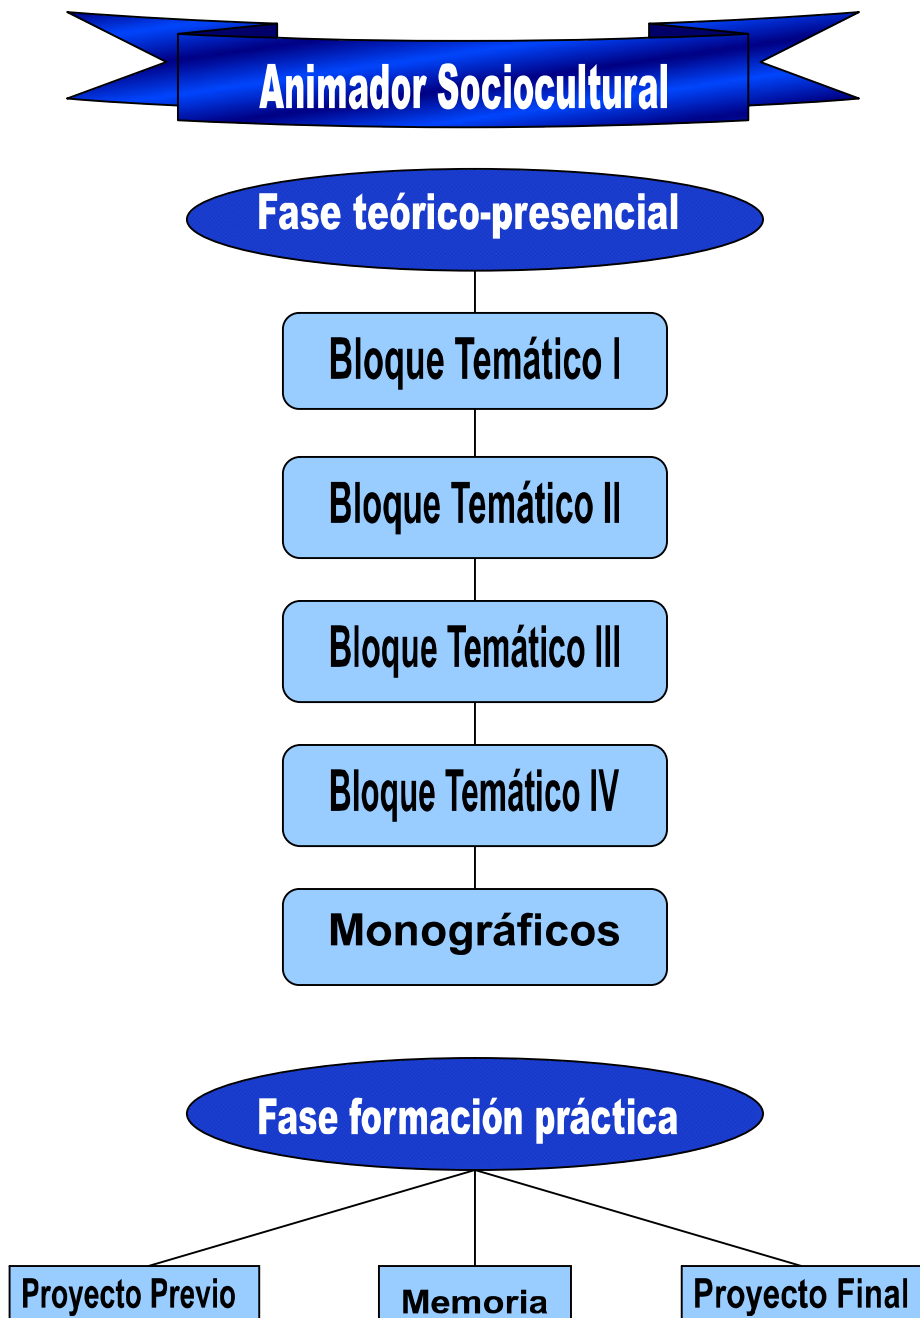 Animador Sociocultural
Fase teórico-presencial
Bloque Temático I
Bloque Temático II
Bloque Temático III
Bloque Temático IV
Monográficos
Fase formación práctica
Proyecto Previo
Memoria
Proyecto Final